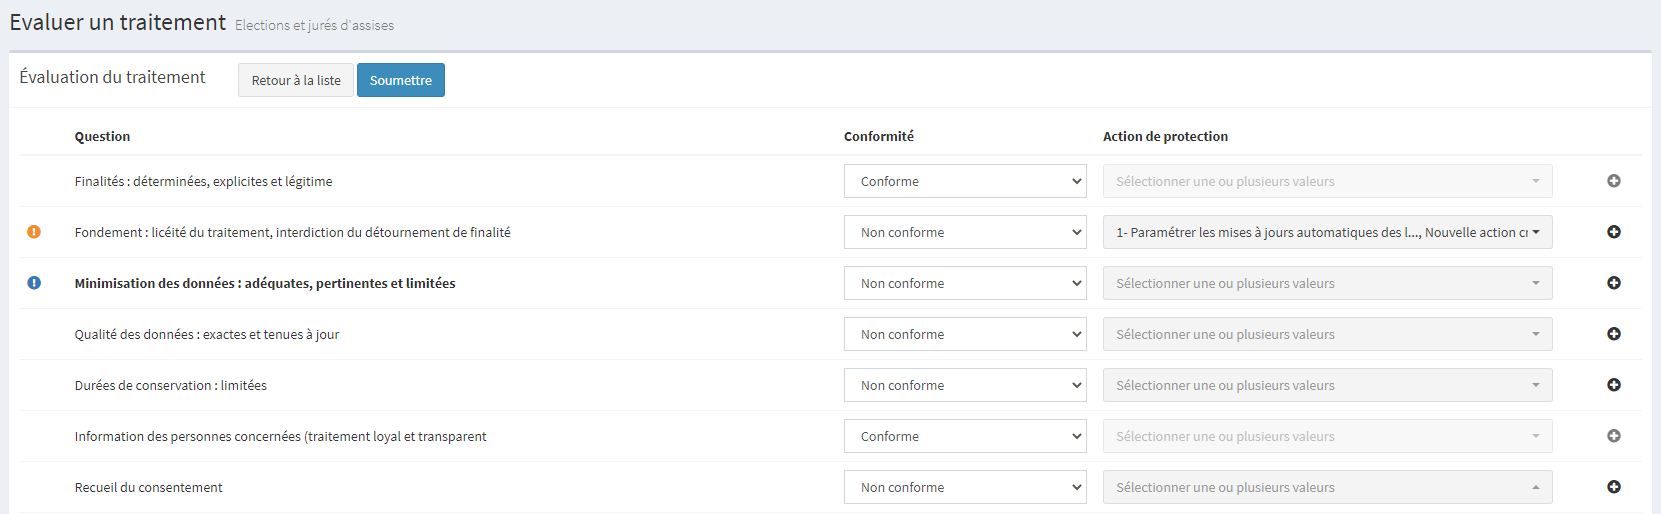 Evaluer un traitement Elections et jurés d'assises
Évaluation du traitement Retour à la liste Soumettre
Question Conformité Action de protection
Finalités : déterminées, explicites et légitime Conforme Sélectionner une ou plusieurs valeurs
Fondement : licéité du traitement, interdiction du détournement de finalité Non conforme 1- Paramétrer les mises à jours automatiques des l..., Nouvelle action cr
Minimisation des données : adéquates, pertinentes et limitées Non conforme Sélectionner une ou plusieurs valeurs
Qualité des données : exactes et tenues à jour Non conforme Sélectionner une ou plusieurs valeurs
Durées de conservation : limitées Non conforme Sélectionner une ou plusieurs valeurs
Information des personnes concernées (traitement loyal et transparent Conforme Sélectionner une ou plusieurs valeurs
Recueil du consentement Non conforme Sélectionner une ou plusieurs valeurs